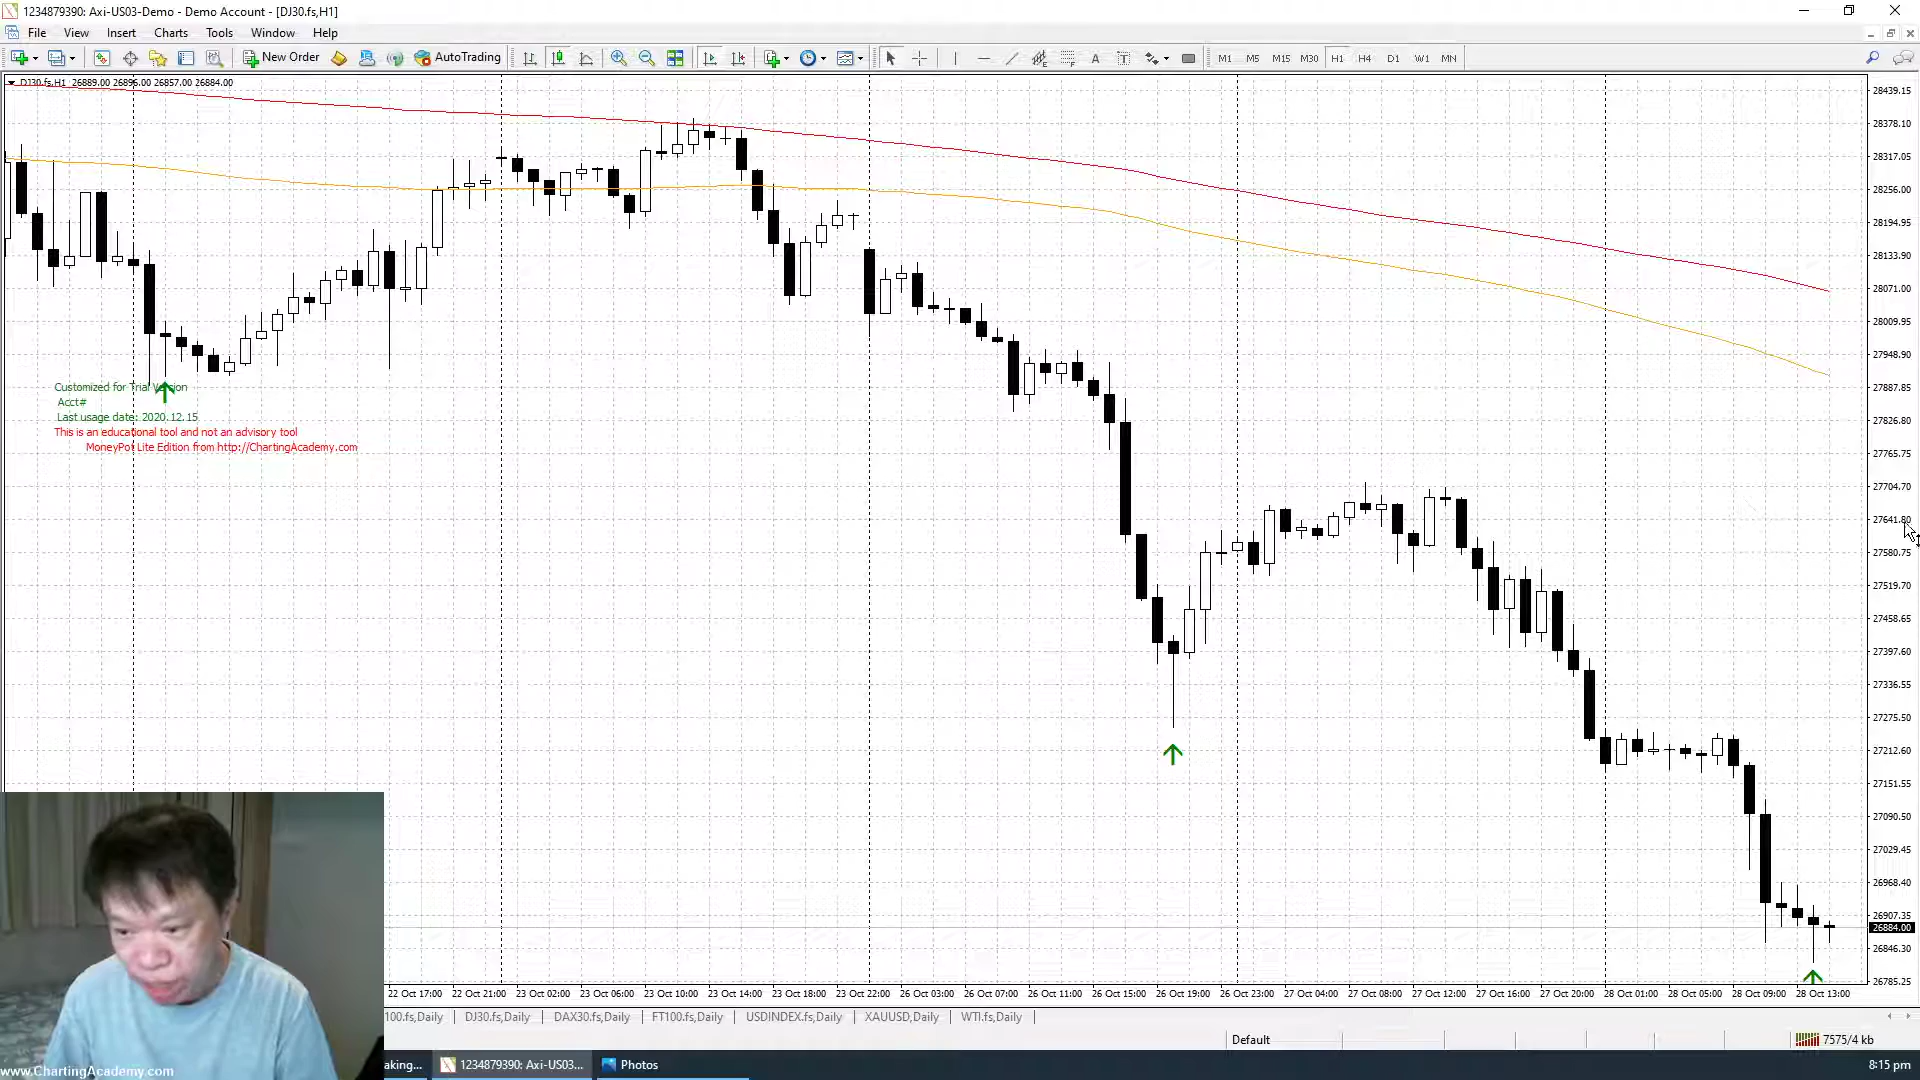 1234879390: Axi-US03-Demo - Demo Account - [DJ30.fs,H1]
File View Insert Charts Tools Window Help
New Order AutoTrading A T M1 M5 M15 M30 H1 H4 D1 W1 MN
DJ30.fs,H1 26889.00 26896.00 26857.00 26884.00
28439.15
28378.10
28317.05
28256.00
28194.95
28133.90
28071.00
28009.95
27948.90
27887.85
27826.80
27765.75
27704.70
27641.80
27580.75
27519.70
27458.65
27397.60
27336.55
27275.50
27212.60
27151.55
27090.50
27029.45
26968.40
26907.35
26884.00
26846.30
26785.25
Customized for Trial Version
Acct#
Last usage date: 2020.12.15
This is an educational tool and not an advisory tool
MoneyPot Lite Edition from http://ChartingAcademy.com
22 Oct 17:00 22 Oct 21:00 23 Oct 02:00 23 Oct 06:00 23 Oct 10:00 23 Oct 14:00 23 Oct 18:00 23 Oct 22:00 26 Oct 03:00 26 Oct 07:00 26 Oct 11:00 26 Oct 15:00 26 Oct 19:00 26 Oct 23:00 27 Oct 04:00 27 Oct 08:00 27 Oct 12:00 27 Oct 16:00 27 Oct 20:00 28 Oct 01:00 28 Oct 05:00 28 Oct 09:00 28 Oct 13:00
100.fs,Daily DJ30.fs,Daily DAX30.fs,Daily FT100.fs,Daily USDINDEX.fs,Daily XAUUSD,Daily WTI.fs,Daily
Default 7575/4 kb
aking... 1234879390: Axi-US03... Photos 8:15 pm
www.ChartingAcademy.com